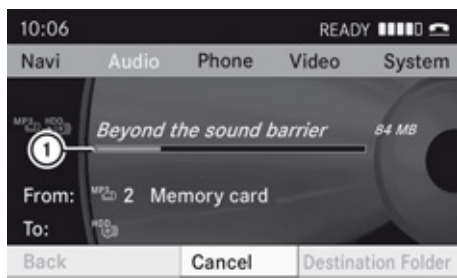 10:06 READY
Navi Audio Phone Video System
MP3 HDD
1 Beyond the sound barrier 84 MB
From: MP3 2 Memory card
To: HDD
Back Cancel Destination Folder